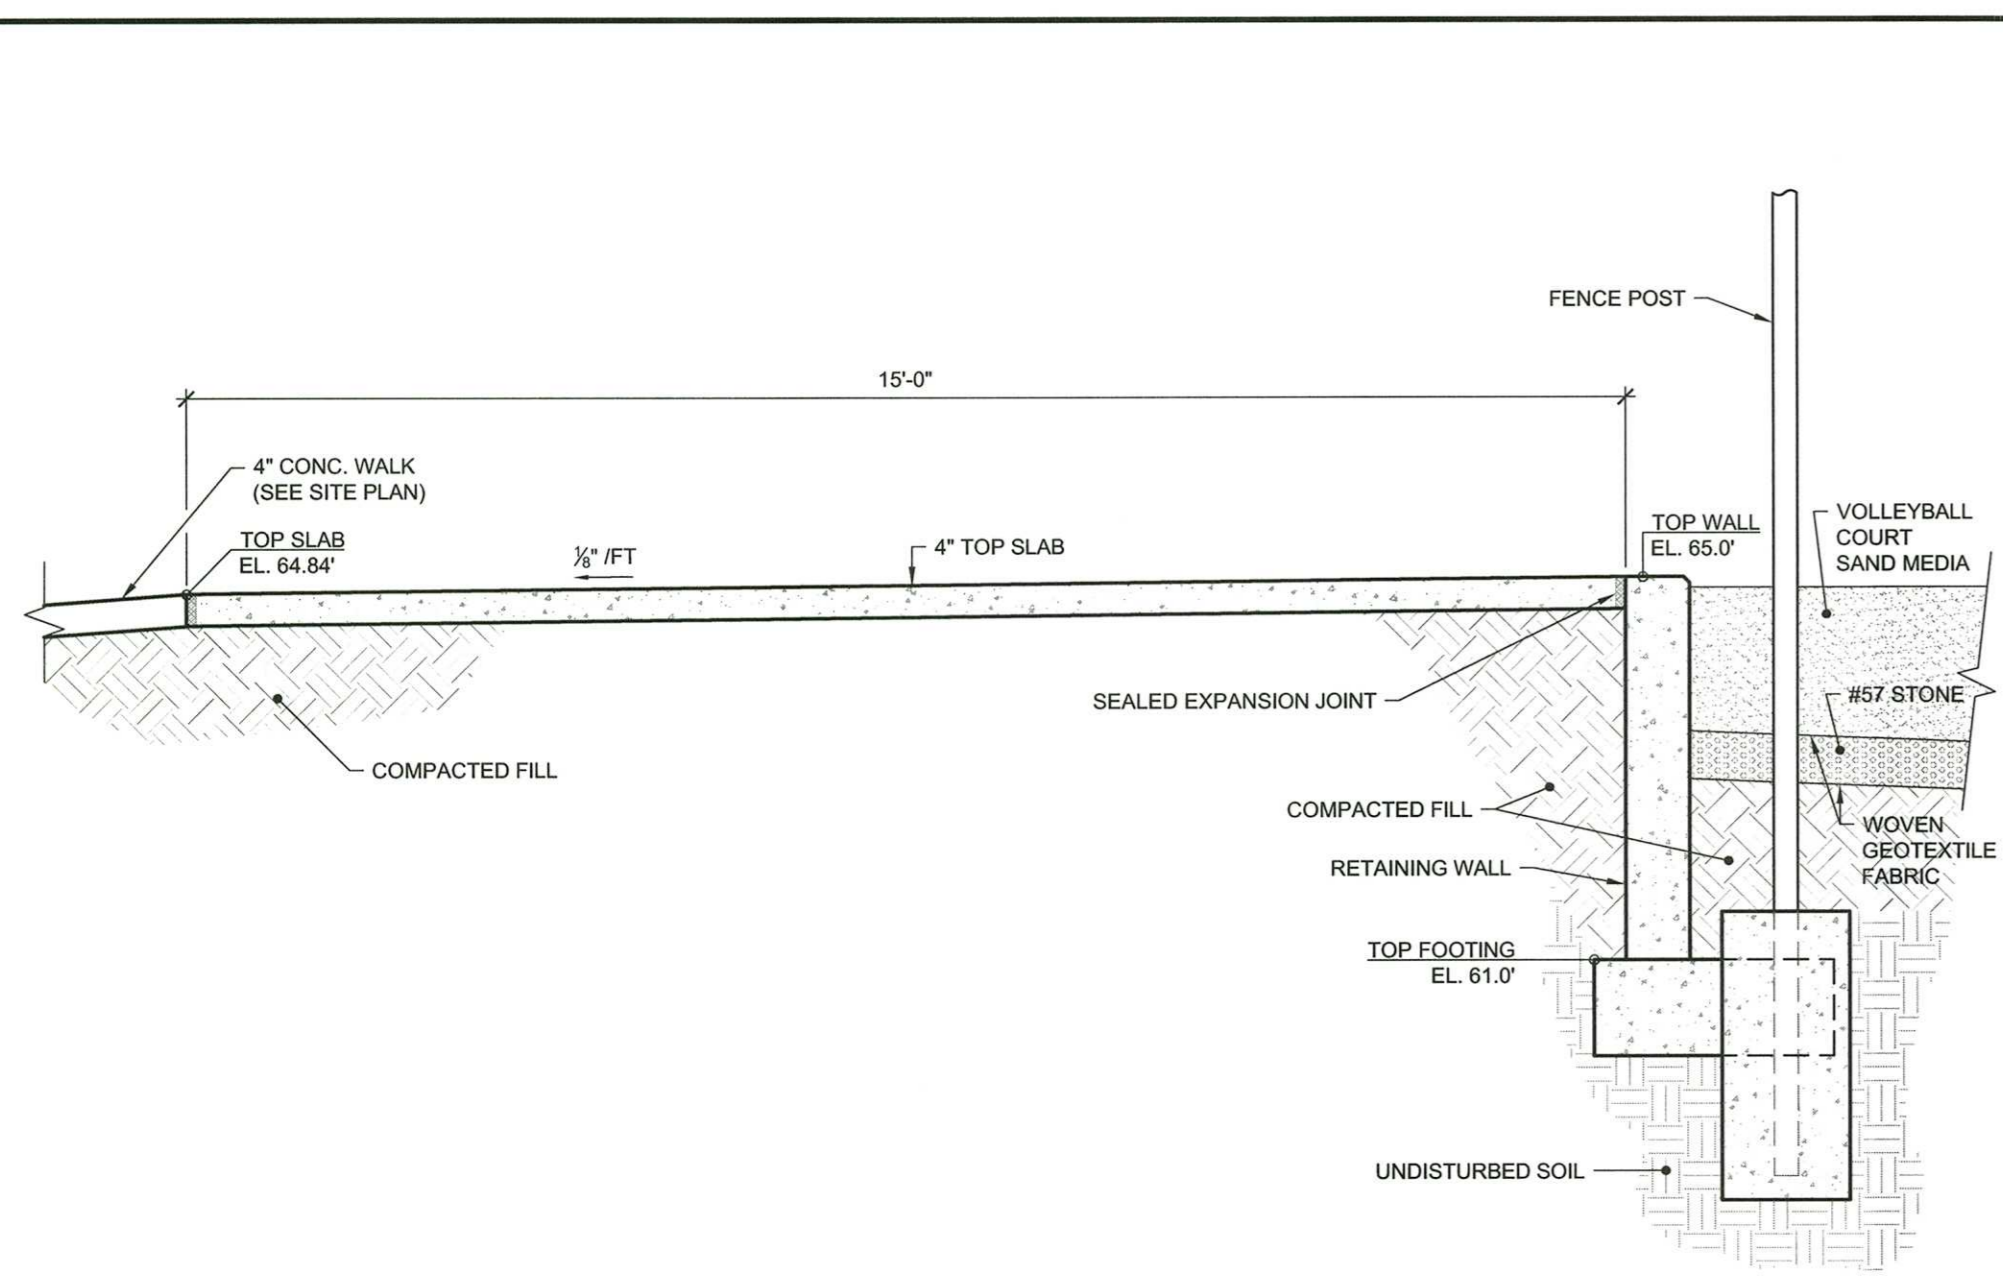 FENCE POST
15'-0"
4" CONC. WALK
(SEE SITE PLAN)
TOP SLAB
EL. 64.84'
⅛" /FT
4" TOP SLAB
TOP WALL
EL. 65.0'
VOLLEYBALL
COURT
SAND MEDIA
SEALED EXPANSION JOINT
#57 STONE
COMPACTED FILL
COMPACTED FILL
RETAINING WALL
WOVEN
GEOTEXTILE
FABRIC
TOP FOOTING
EL. 61.0'
UNDISTURBED SOIL